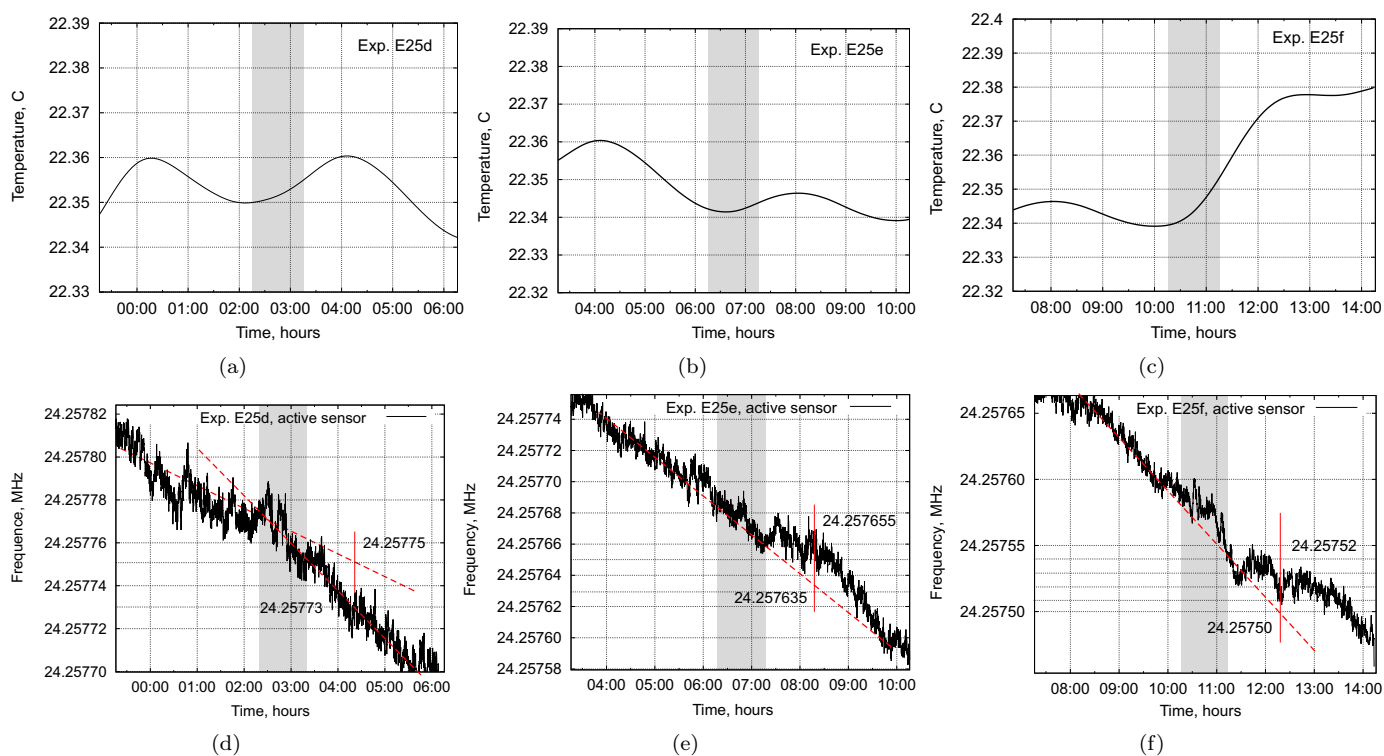 22.39
22.38
22.37
22.36
22.35
22.34
22.33
Temperature, C
Exp. E25d
00:00 01:00 02:00 03:00 04:00 05:00 06:00
Time, hours
(a)
22.39
22.38
22.37
22.36
22.35
22.34
22.33
22.32
Temperature, C
Exp. E25e
04:00 05:00 06:00 07:00 08:00 09:00 10:00
Time, hours
(b)
22.4
22.39
22.38
22.37
22.36
22.35
22.34
22.33
22.32
Temperature, C
Exp. E25f
08:00 09:00 10:00 11:00 12:00 13:00 14:00
Time, hours
(c)
24.25782
24.25780
24.25778
24.25776
24.25774
24.25772
24.25770
Frequency, MHz
Exp. E25d, active sensor
24.25775
24.25773
00:00 01:00 02:00 03:00 04:00 05:00 06:00
Time, hours
(d)
24.25774
24.25772
24.25770
24.25768
24.25766
24.25764
24.25762
24.25760
24.25758
Frequency, MHz
Exp. E25e, active sensor
24.257655
24.257635
04:00 05:00 06:00 07:00 08:00 09:00 10:00
Time, hours
(e)
24.25765
24.25760
24.25755
24.25750
Frequency, MHz
Exp. E25f, active sensor
24.25752
24.25750
08:00 09:00 10:00 11:00 12:00 13:00 14:00
Time, hours
(f)